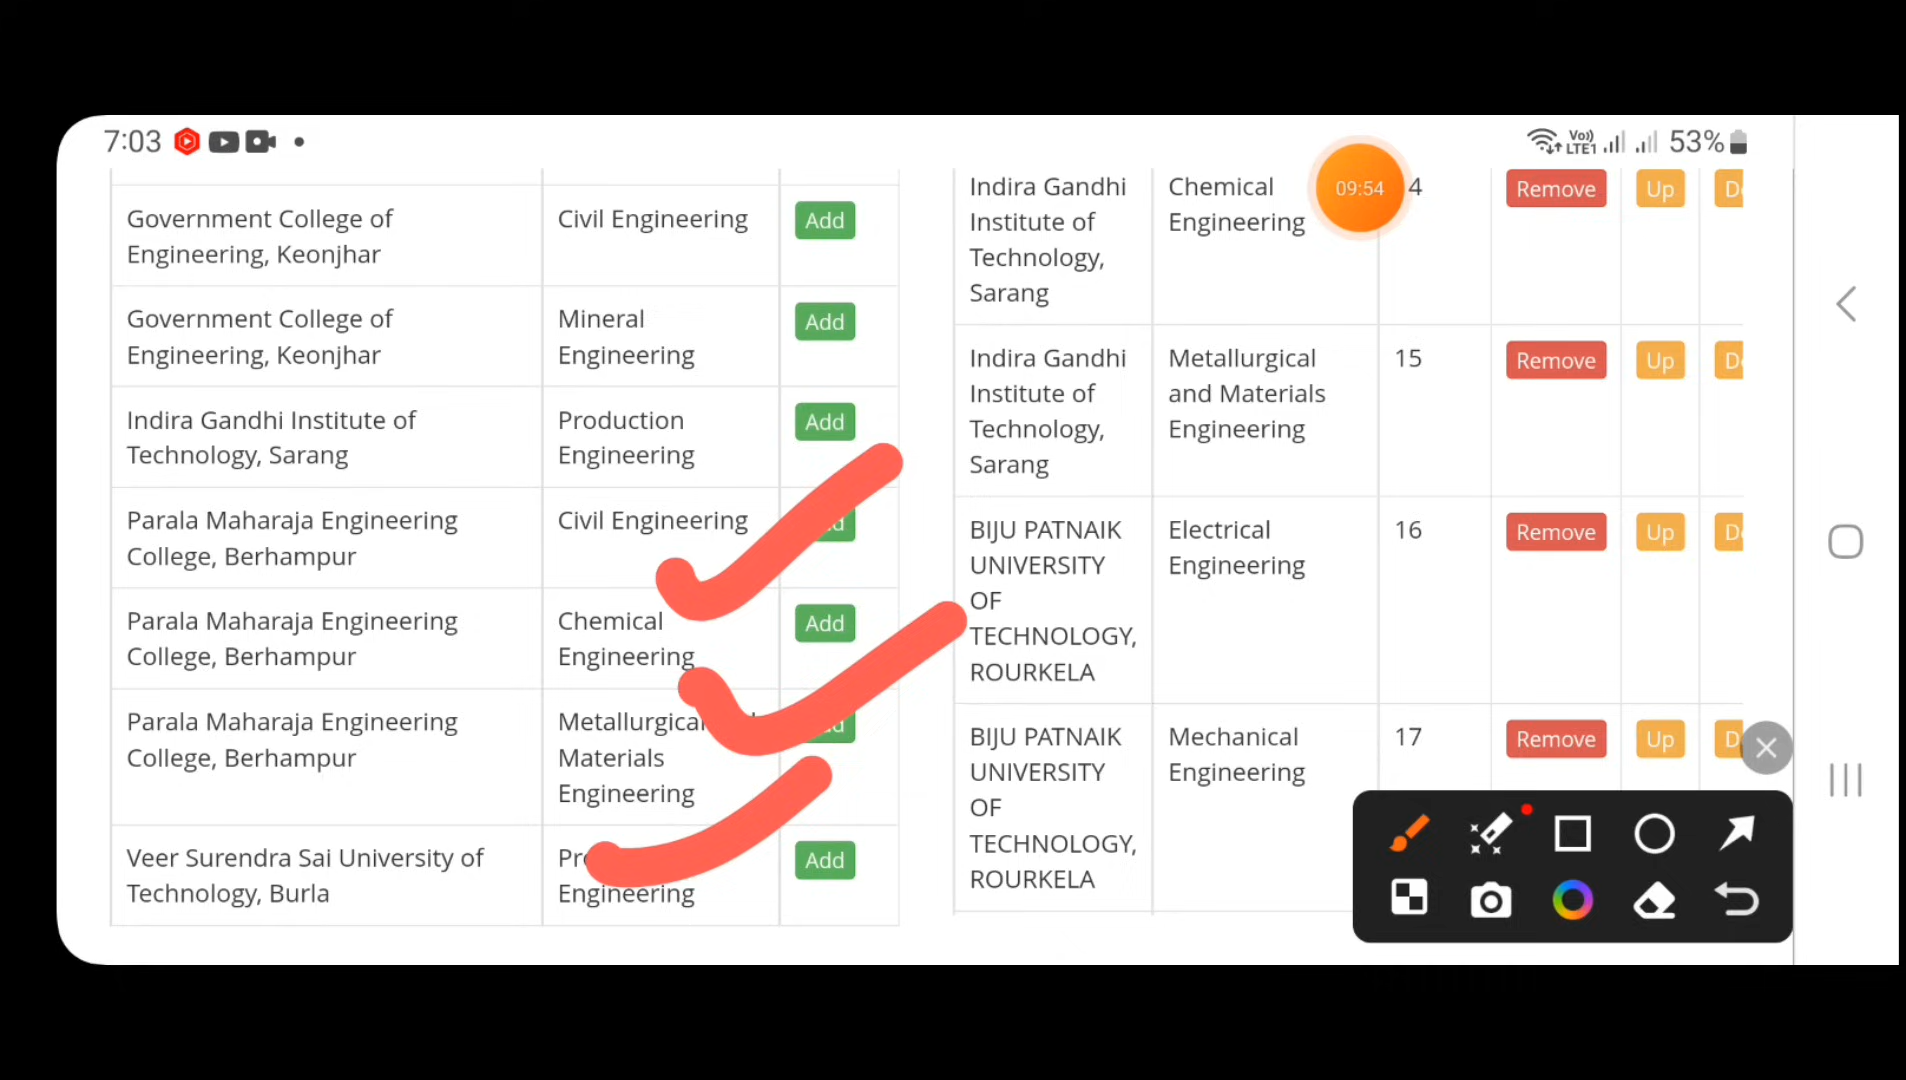 7:03
Vo))
LTE1
53%
Government College of
Engineering, Keonjhar
Civil Engineering
Add
Government College of
Engineering, Keonjhar
Mineral
Engineering
Add
Indira Gandhi Institute of
Technology, Sarang
Production
Engineering
Add
Parala Maharaja Engineering
College, Berhampur
Civil Engineering
Parala Maharaja Engineering
College, Berhampur
Chemical
Engineering
Add
Parala Maharaja Engineering
College, Berhampur
Metallurgical
Materials
Engineering
Veer Surendra Sai University of
Technology, Burla
Engineering
Add
Indira Gandhi
Institute of
Technology,
Sarang
Chemical
Engineering
09:54
4
Remove
Up
Indira Gandhi
Institute of
Technology,
Sarang
Metallurgical
and Materials
Engineering
15
Remove
Up
BIJU PATNAIK
UNIVERSITY
OF
TECHNOLOGY,
ROURKELA
Electrical
Engineering
16
Remove
Up
BIJU PATNAIK
UNIVERSITY
OF
TECHNOLOGY,
ROURKELA
Mechanical
Engineering
17
Remove
Up